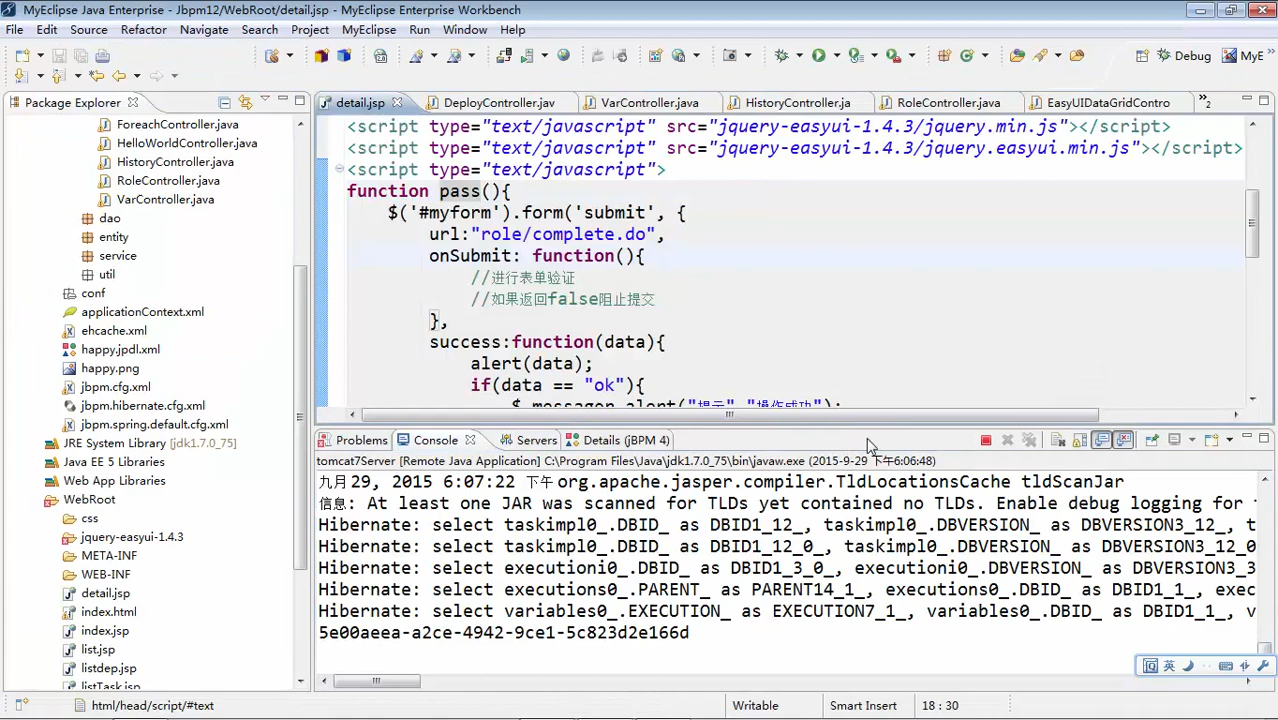 MyEclipse Java Enterprise - Jbpm12/WebRoot/detail.jsp - MyEclipse Enterprise Workbench
File Edit Source Refactor Navigate Search Project MyEclipse Run Window Help
Debug MyE
Package Explorer
detail.jsp DeployController.jav VarController.java HistoryController.ja RoleController.java EasyUIDataGridContro »2
ForeachController.java
HelloWorldController.java
HistoryController.java
RoleController.java
VarController.java
dao
entity
service
util
conf
applicationContext.xml
ehcache.xml
happy.jpdl.xml
happy.png
jbpm.cfg.xml
jbpm.hibernate.cfg.xml
jbpm.spring.default.cfg.xml
JRE System Library [jdk1.7.0_75]
Java EE 5 Libraries
Web App Libraries
WebRoot
css
jquery-easyui-1.4.3
META-INF
WEB-INF
detail.jsp
index.html
index.jsp
list.jsp
listdep.jsp
listTask.jsp
<script type="text/javascript" src="jquery-easyui-1.4.3/jquery.min.js"></script>
<script type="text/javascript" src="jquery-easyui-1.4.3/jquery.easyui.min.js"></script>
<script type="text/javascript">
function pass(){
$('#myform').form('submit', {
url:"role/complete.do",
onSubmit: function(){
//进行表单验证
//如果返回false阻止提交
},
success:function(data){
alert(data);
if(data == "ok"){
$.messagen.alert("提示","操作成功");
Problems Console Servers Details (jBPM 4)
tomcat7Server [Remote Java Application] C:\Program Files\Java\jdk1.7.0_75\bin\javaw.exe (2015-9-29 下午6:06:48)
九月 29, 2015 6:07:22 下午 org.apache.jasper.compiler.TldLocationsCache tldScanJar
信息: At least one JAR was scanned for TLDs yet contained no TLDs. Enable debug logging for
Hibernate: select taskimpl0_.DBID_ as DBID1_12_, taskimpl0_.DBVERSION_ as DBVERSION3_12_, t
Hibernate: select taskimpl0_.DBID_ as DBID1_12_0_, taskimpl0_.DBVERSION_ as DBVERSION3_12_0
Hibernate: select executioni0_.DBID_ as DBID1_3_0_, executioni0_.DBVERSION_ as DBVERSION3_3
Hibernate: select executions0_.PARENT_ as PARENT14_1_, executions0_.DBID_ as DBID1_1_, exec
Hibernate: select variables0_.EXECUTION_ as EXECUTION7_1_, variables0_.DBID_ as DBID1_1_, v
5e00aeea-a2ce-4942-9ce1-5c823d2e166d
英
html/head/script/#text Writable Smart Insert 18 : 30